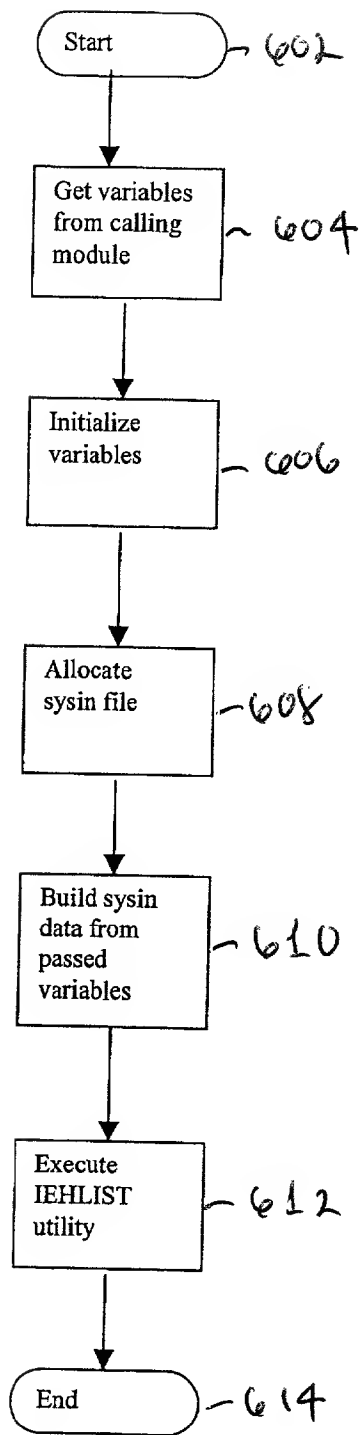 Start
602
Get variables
from calling
module
604
Initialize
variables
606
Allocate
sysin file
608
Build sysin
data from
passed
variables
610
Execute
IEHLIST
utility
612
End
614